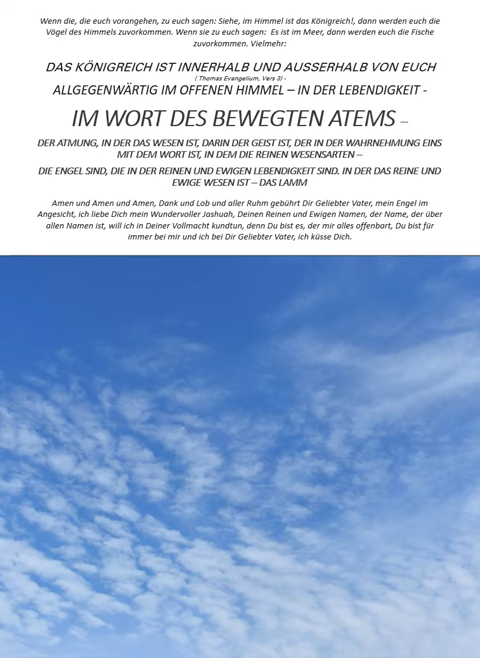 Wenn die, die euch vorangehen, zu euch sagen: Siehe, im Himmel ist das Königreich!, dann werden euch die
Vögel des Himmels zuvorkommen. Wenn sie zu euch sagen:  Es ist im Meer, dann werden euch die Fische
zuvorkommen. Vielmehr:
DAS KÖNIGREICH IST INNERHALB UND AUSSERHALB VON EUCH
( Thomas Evangelium, Vers 3) -
ALLGEGENWÄRTIG IM OFFENEN HIMMEL – IN DER LEBENDIGKEIT -
IM WORT DES BEWEGTEN ATEMS –
DER ATMUNG, IN DER DAS WESEN IST, DARIN DER GEIST IST, DER IN DER WAHRNEHMUNG EINS
MIT DEM WORT IST, IN DEM DIE REINEN WESENSARTEN –
DIE ENGEL SIND, DIE IN DER REINEN UND EWIGEN LEBENDIGKEIT SIND. IN DER DAS REINE UND
EWIGE WESEN IST – DAS LAMM
Amen und Amen und Amen, Dank und Lob und aller Ruhm gebührt Dir Geliebter Vater, mein Engel im
Angesicht, ich liebe Dich mein Wundervoller Jashuah, Deinen Reinen und Ewigen Namen, der Name, der über
allen Namen ist, will ich in Deiner Vollmacht kundtun, denn Du bist es, der mir alles offenbart, Du bist für
immer bei mir und ich bei Dir Geliebter Vater, ich küsse Dich.